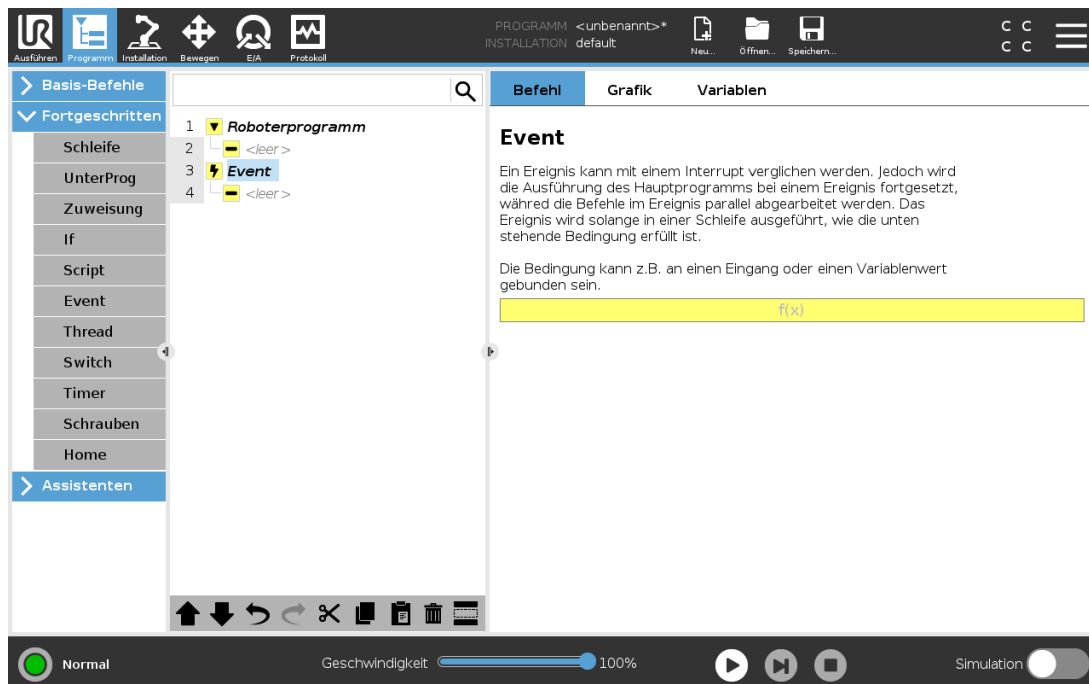 PROGRAMM <unbenannt>*
INSTALLATION default
Ausführen Programm Installation Bewegen E/A Protokoll
Neu... Öffnen... Speichern...
C C
C C
Basis-Befehle
Fortgeschritten
Schleife
UnterProg
Zuweisung
If
Script
Event
Thread
Switch
Timer
Schrauben
Home
Assistenten
1 Roboterprogramm
2 <leer>
3 Event
4 <leer>
Befehl Grafik Variablen
Event
Ein Ereignis kann mit einem Interrupt verglichen werden. Jedoch wird
die Ausführung des Hauptprogramms bei einem Ereignis fortgesetzt,
währed die Befehle im Ereignis parallel abgearbeitet werden. Das
Ereignis wird solange in einer Schleife ausgeführt, wie die unten
stehende Bedingung erfüllt ist.
Die Bedingung kann z.B. an einen Eingang oder einen Variablenwert
gebunden sein.
f(x)
Normal
Geschwindigkeit 100%
Simulation